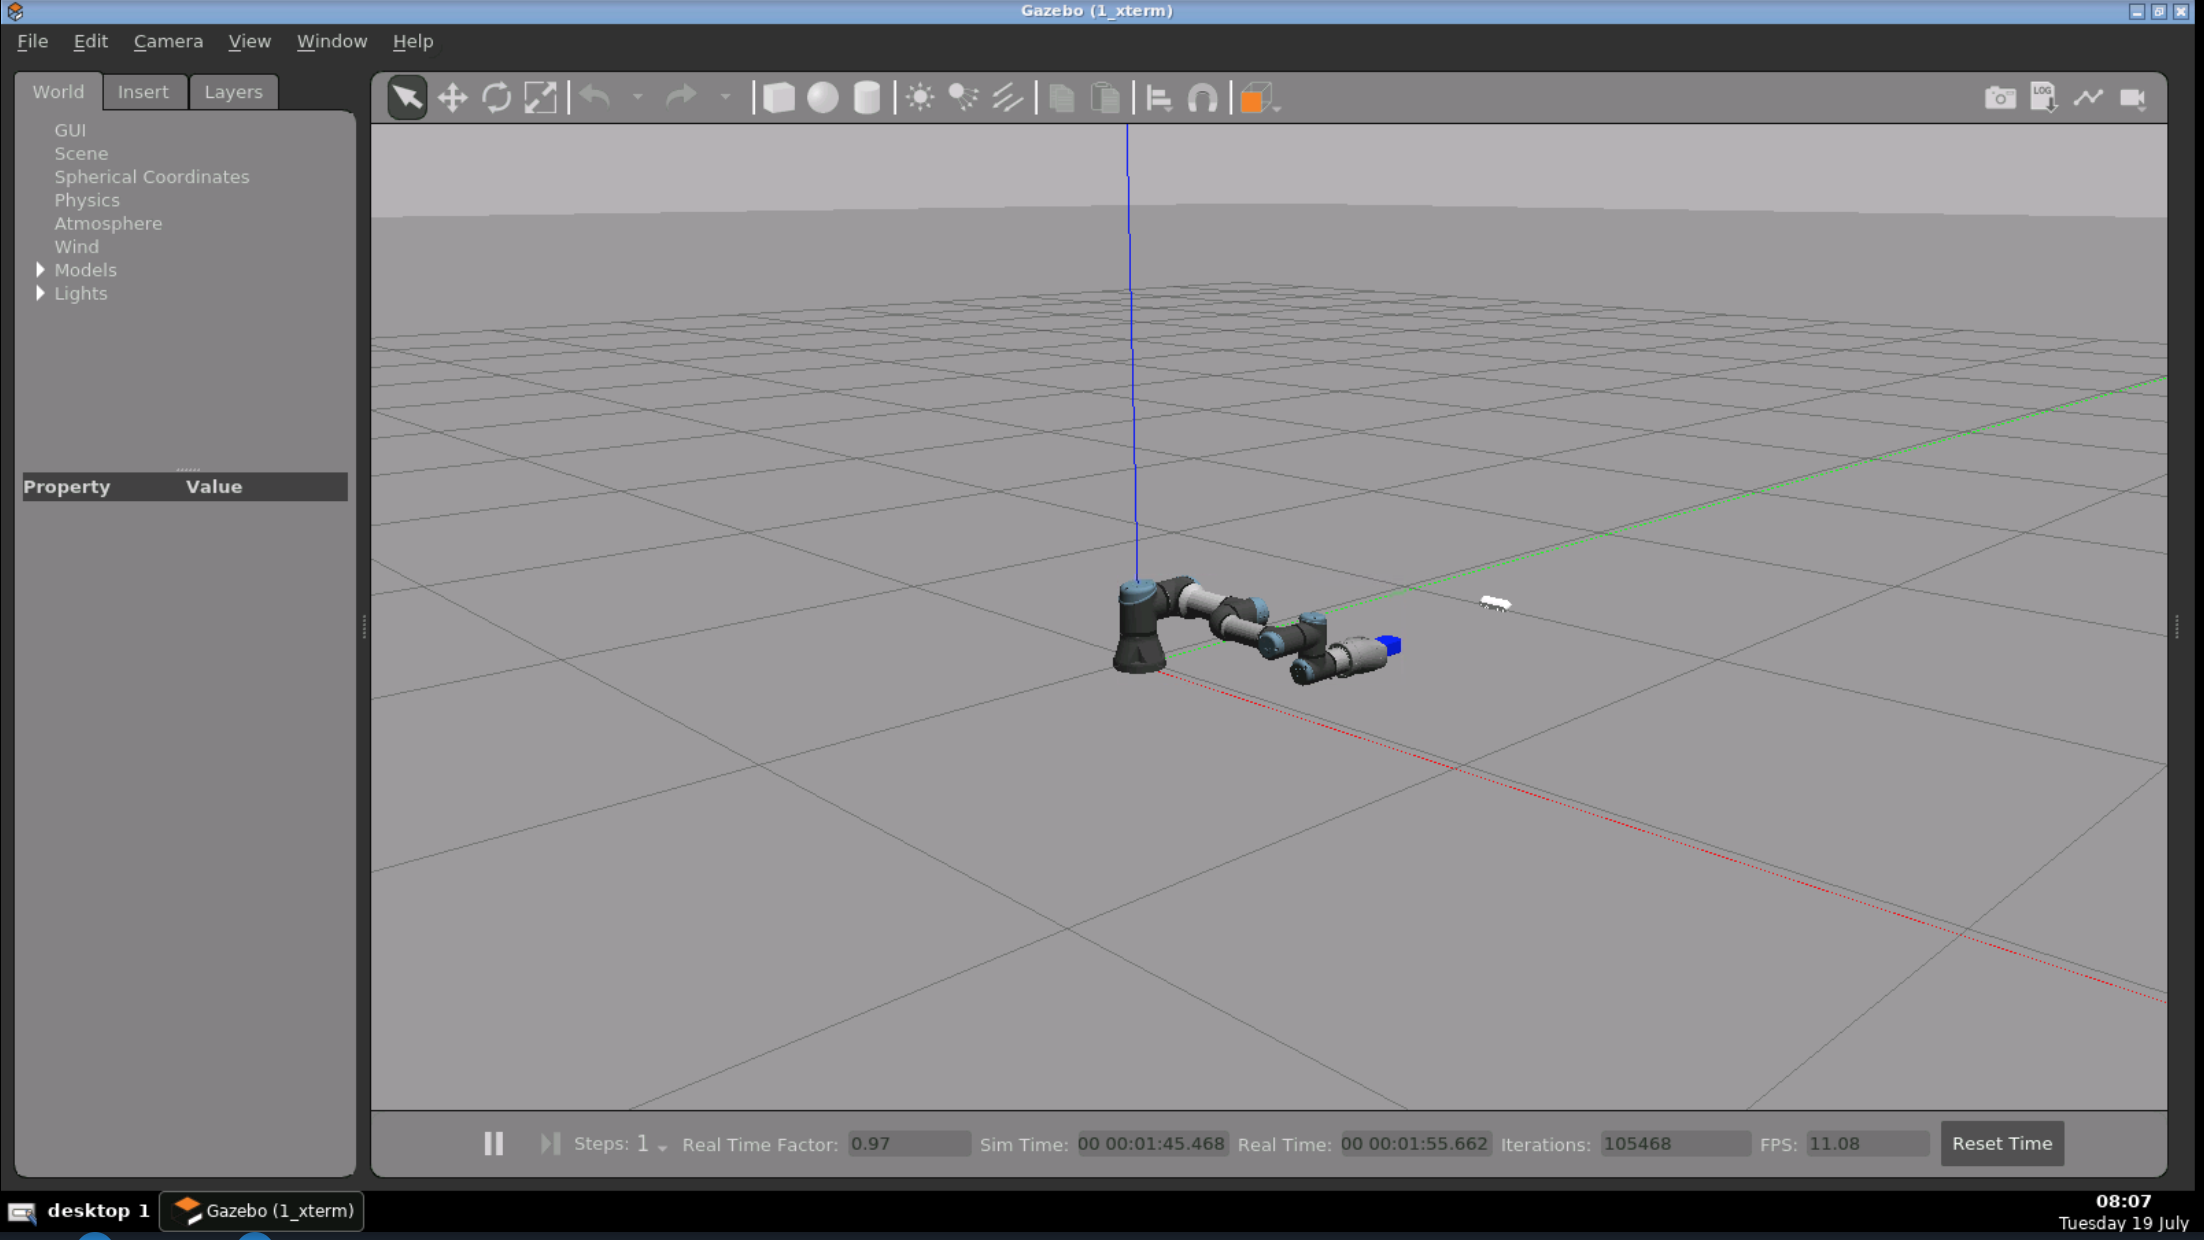 Gazebo (1_xterm)
File Edit Camera View Window Help
World Insert Layers
LOG
GUI
Scene
Spherical Coordinates
Physics
Atmosphere
Wind
Models
Lights
Property Value
Steps: 1 Real Time Factor: 0.97 Sim Time: 00 00:01:45.468 Real Time: 00 00:01:55.662 Iterations: 105468 FPS: 11.08 Reset Time
desktop 1 Gazebo (1_xterm) 08:07
Tuesday 19 July